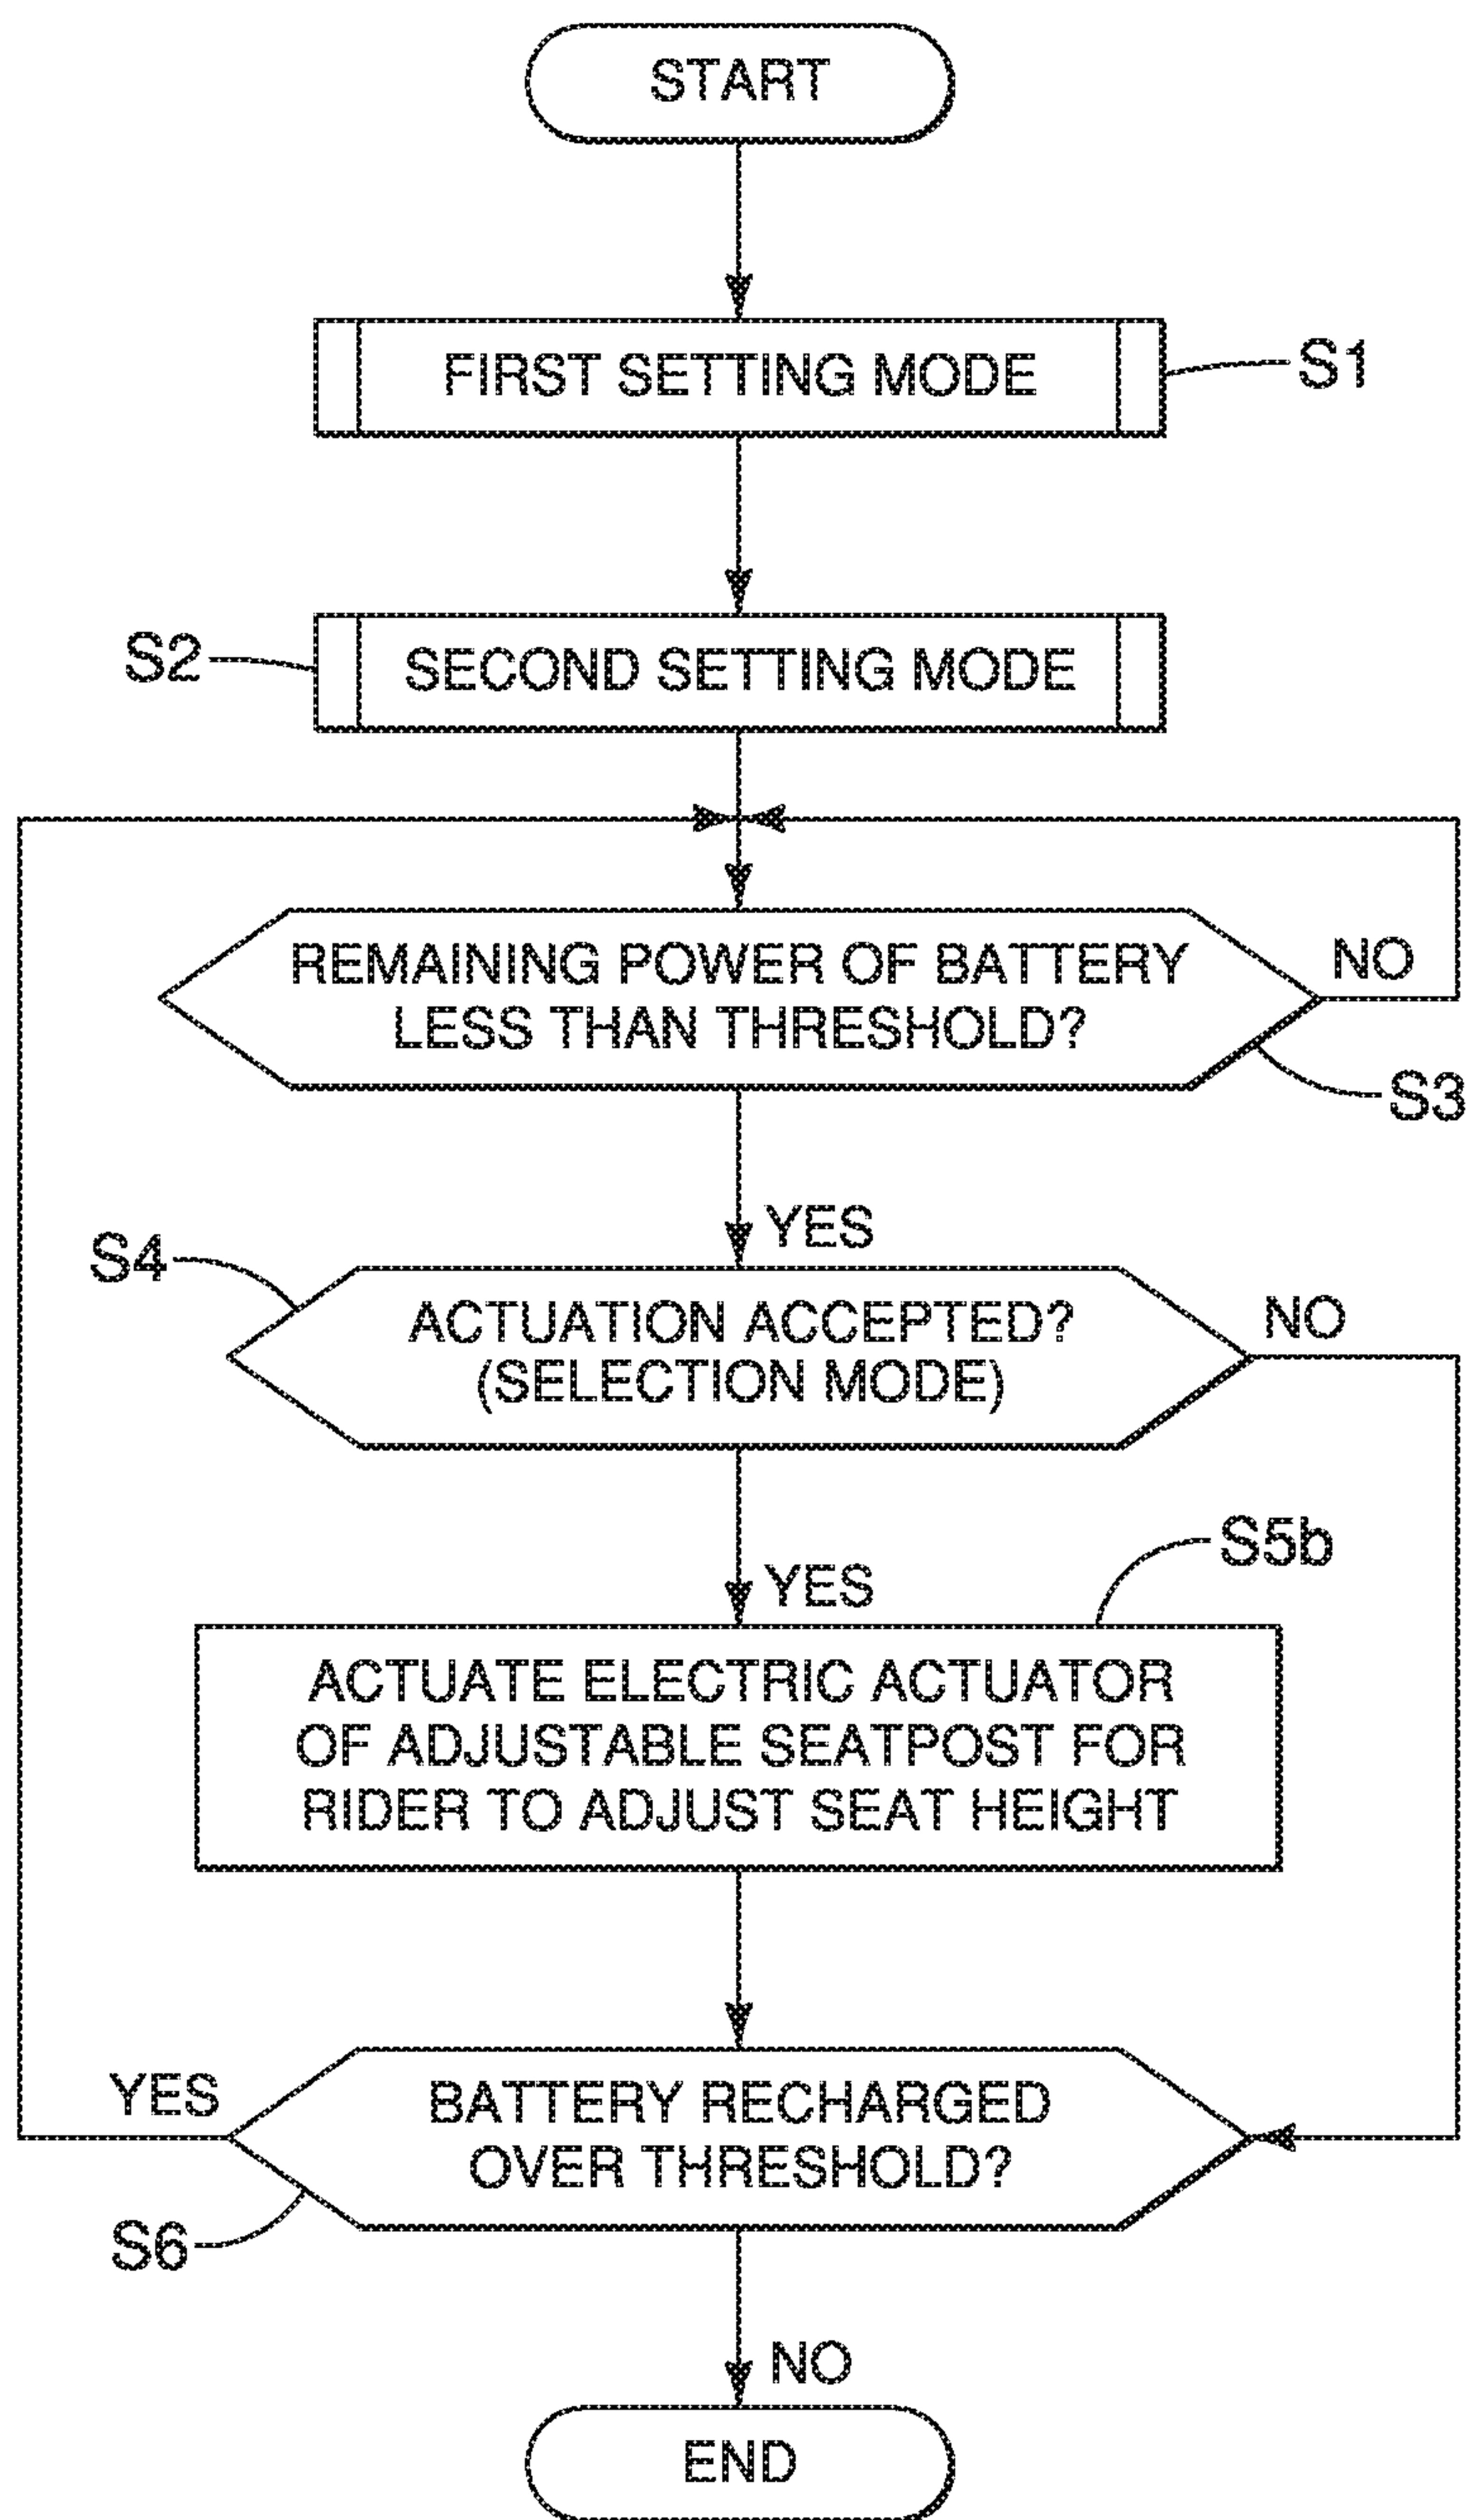 START
FIRST SETTING MODE
S1
S2
SECOND SETTING MODE
REMAINING POWER OF BATTERY
LESS THAN THRESHOLD?
NO
S3
YES
S4
ACTUATION ACCEPTED?
(SELECTION MODE)
NO
S5b
YES
ACTUATE ELECTRIC ACTUATOR
OF ADJUSTABLE SEATPOST FOR
RIDER TO ADJUST SEAT HEIGHT
YES
BATTERY RECHARGED
OVER THRESHOLD?
S6
NO
END